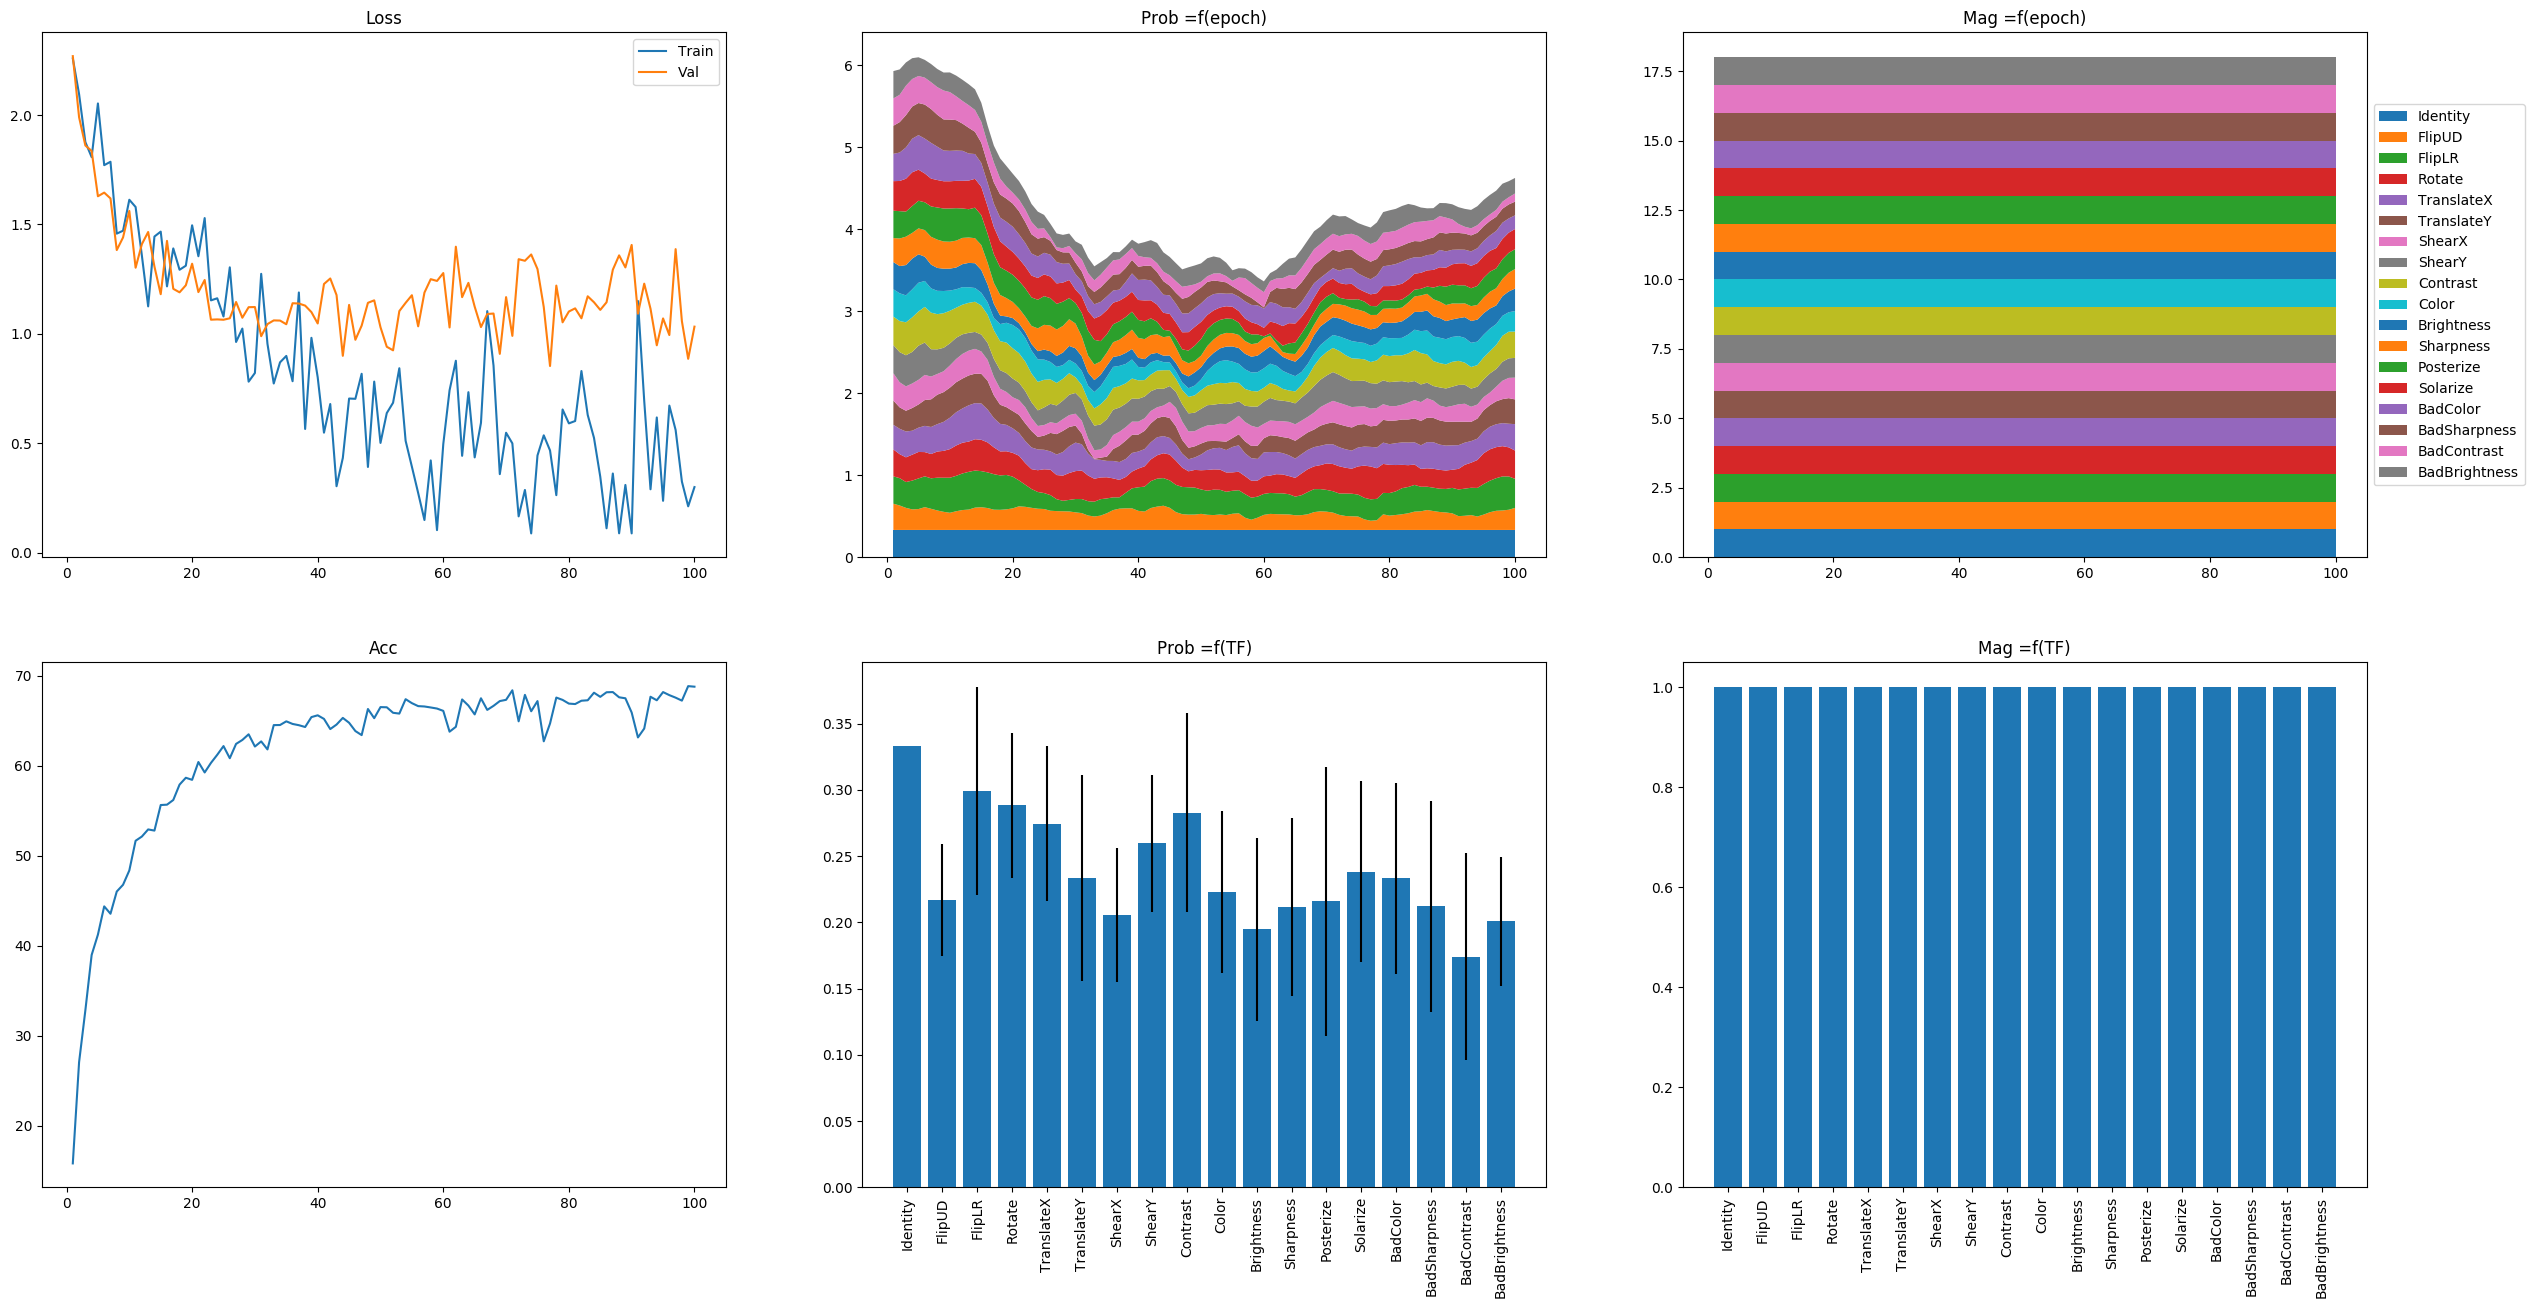 Loss
Train
Val
2.0
1.5
1.0
0.5
0.0
0 20 40 60 80 100
Prob =f(epoch)
6
5
4
3
2
1
0
0 20 40 60 80 100
Mag =f(epoch)
17.5
15.0
12.5
10.0
7.5
5.0
2.5
0.0
0 20 40 60 80 100
Identity
FlipUD
FlipLR
Rotate
TranslateX
TranslateY
ShearX
ShearY
Contrast
Color
Brightness
Sharpness
Posterize
Solarize
BadColor
BadSharpness
BadContrast
BadBrightness
Acc
70
60
50
40
30
20
0 20 40 60 80 100
Prob =f(TF)
0.35
0.30
0.25
0.20
0.15
0.10
0.05
0.00
Identity
FlipUD
FlipLR
Rotate
TranslateX
TranslateY
ShearX
ShearY
Contrast
Color
Brightness
Sharpness
Posterize
Solarize
BadColor
BadSharpness
BadContrast
BadBrightness
Mag =f(TF)
1.0
0.8
0.6
0.4
0.2
0.0
Identity
FlipUD
FlipLR
Rotate
TranslateX
TranslateY
ShearX
ShearY
Contrast
Color
Brightness
Sharpness
Posterize
Solarize
BadColor
BadSharpness
BadContrast
BadBrightness